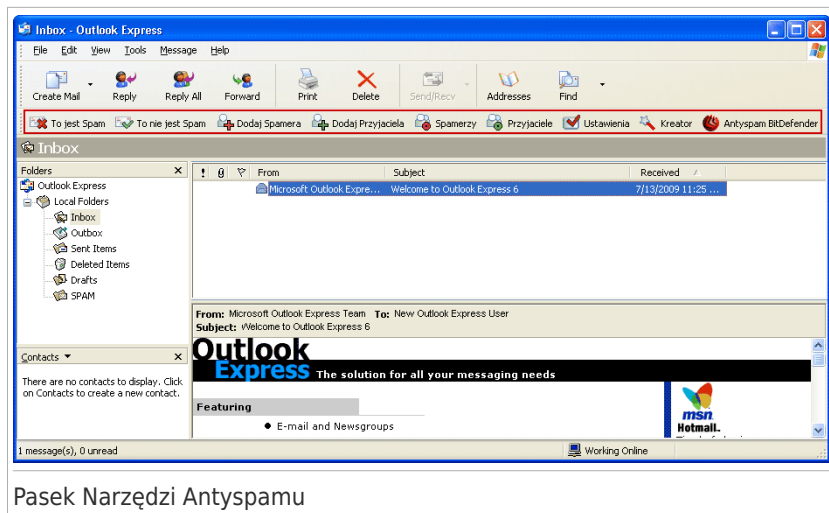 Inbox - Outlook Express
File Edit View Tools Message Help
Create Mail Reply Reply All Forward Print Delete Send/Recv Addresses Find
To jest Spam To nie jest Spam Dodaj Spamera Dodaj Przyjaciela Spamerzy Przyjaciele Ustawienia Kreator Antyspam BitDefender
Inbox
Folders
Outlook Express
Local Folders
Inbox
Outbox
Sent Items
Deleted Items
Drafts
SPAM
! From Subject Received
Microsoft Outlook Expre... Welcome to Outlook Express 6 7/13/2009 11:25 ...
From: Microsoft Outlook Express Team To: New Outlook Express User
Subject: Welcome to Outlook Express 6
Contacts
There are no contacts to display. Click
on Contacts to create a new contact.
Outlook
Express The solution for all your messaging needs
Featuring
● E-mail and Newsgroups
msn
Hotmail.
1 message(s), 0 unread Working Online
Pasek Narzędzi Antyspamu